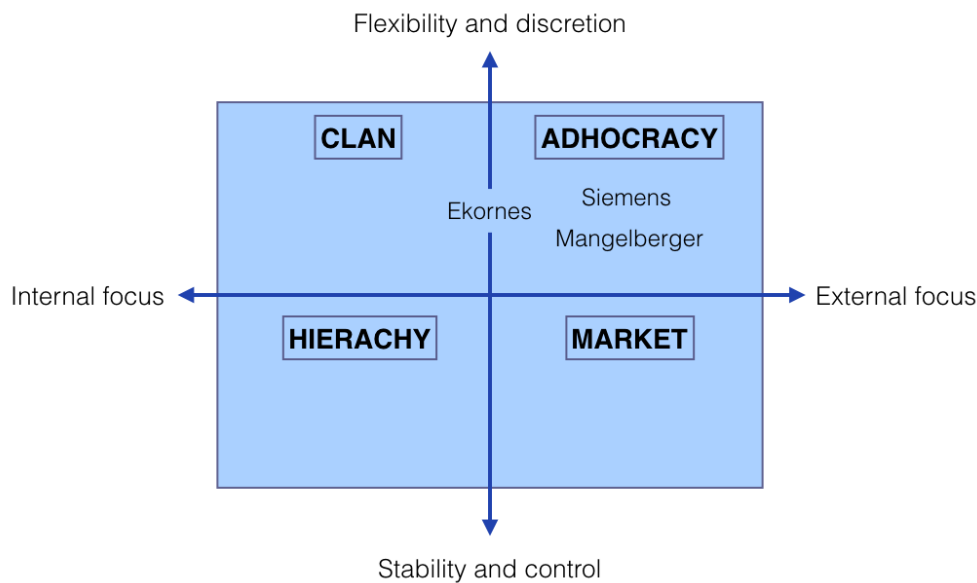 Flexibility and discretion
CLAN
ADHOCRACY
Siemens
Ekornes
Mangelberger
Internal focus
External focus
HIERACHY
MARKET
Stability and control